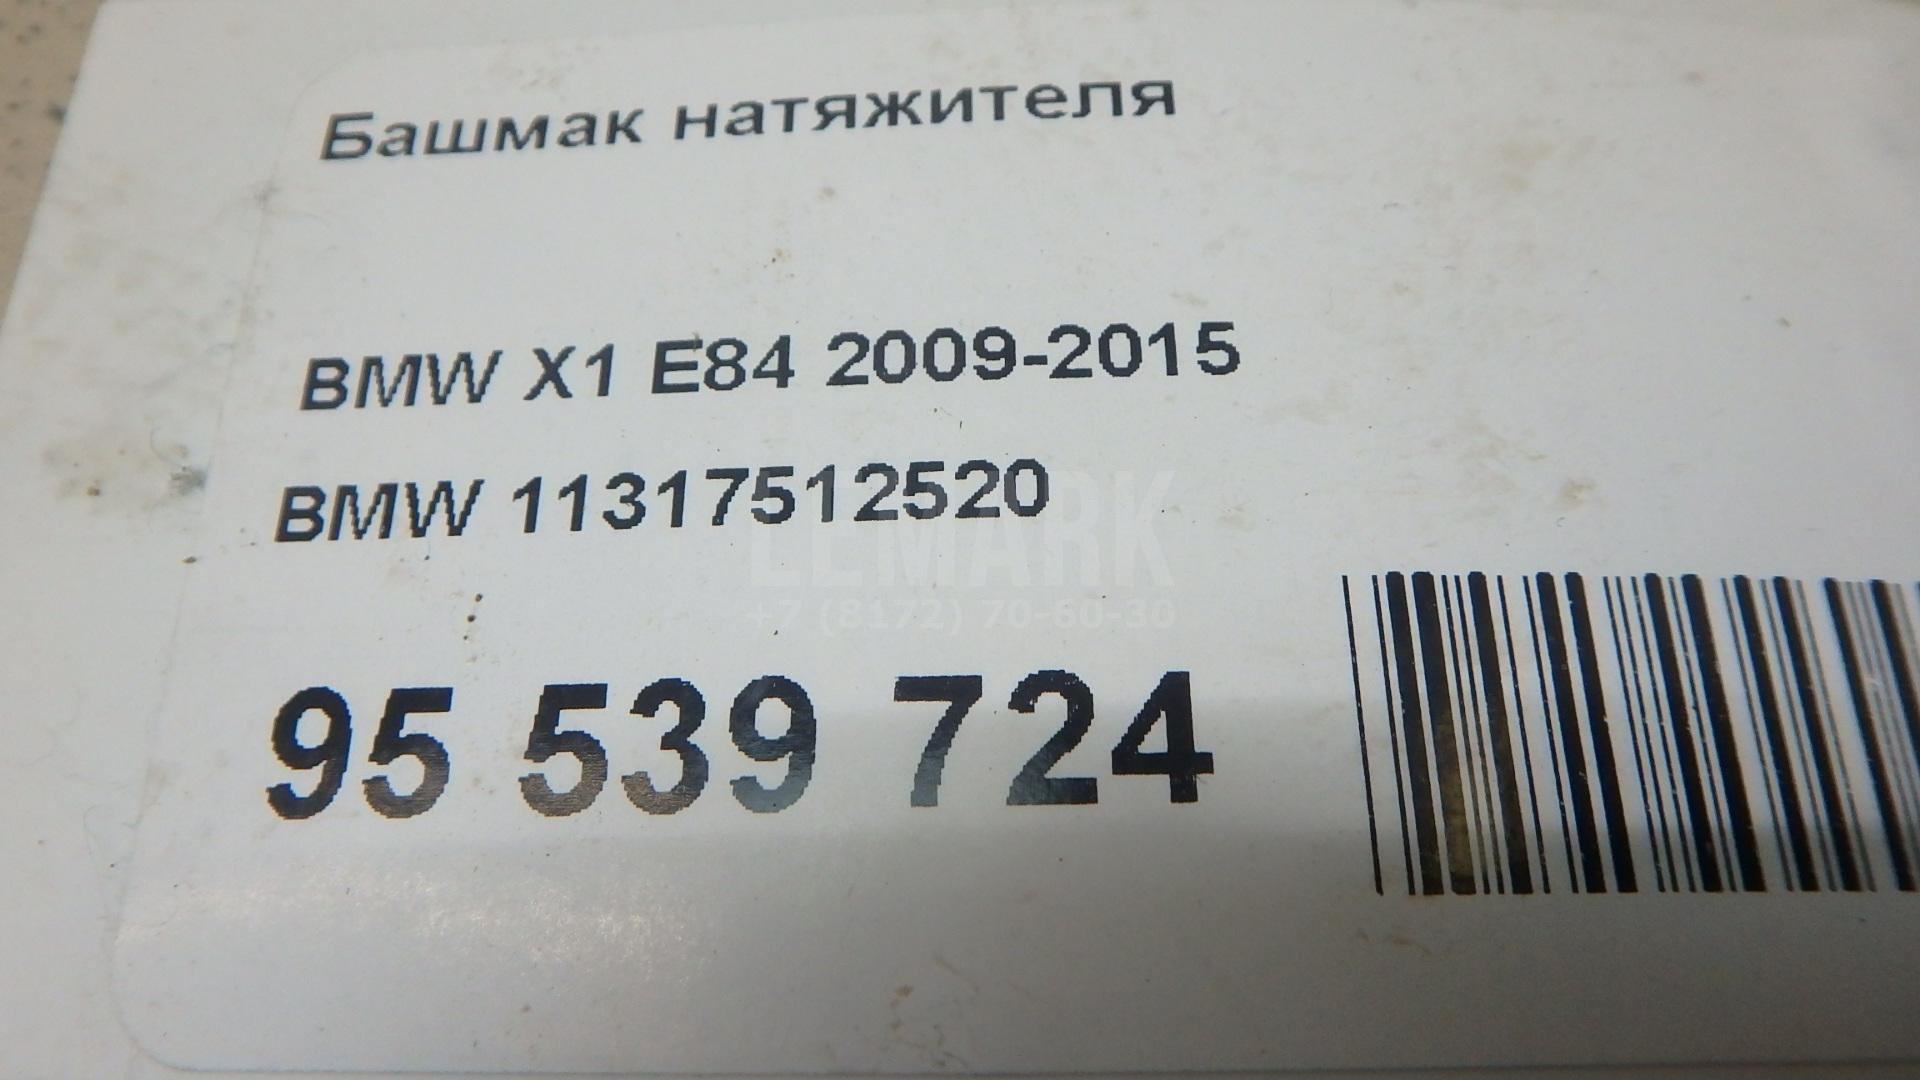 Башмак натяжителя
BMW X1 E84 2009-2015
BMW 11317512520
LEMARK
+7 (8172) 70-60-30
95 539 724